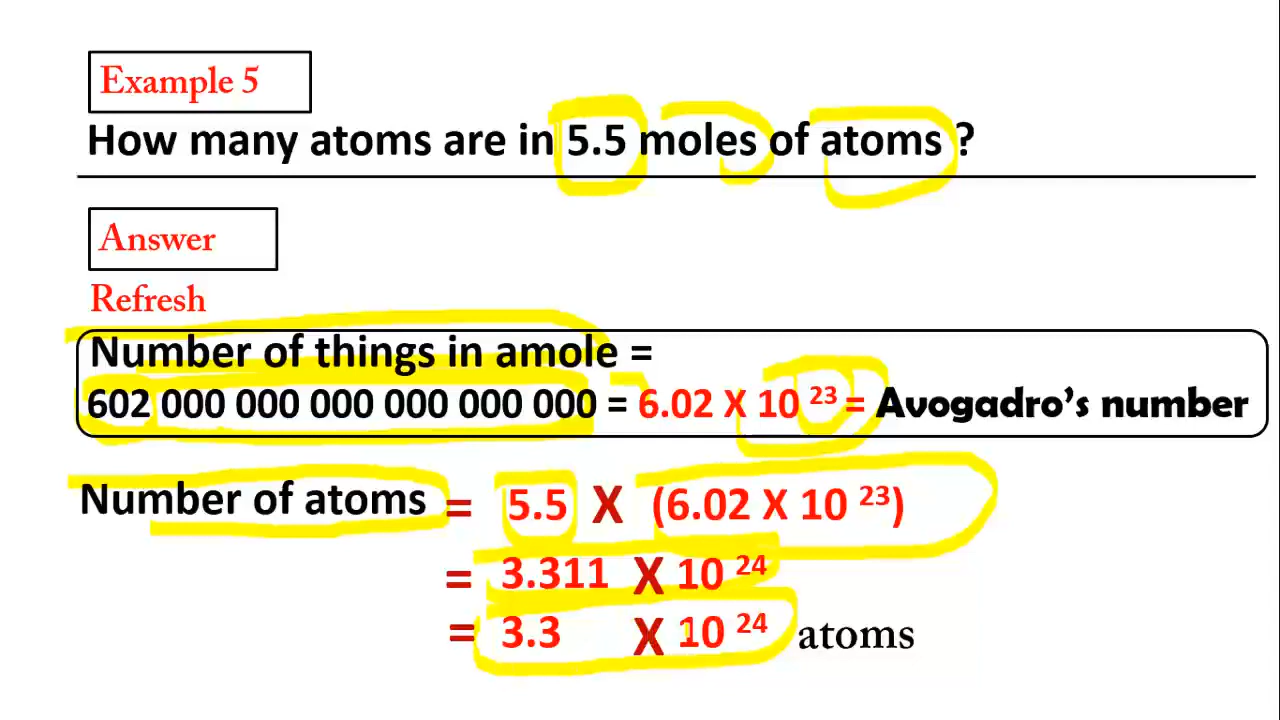 Example 5
How many atoms are in 5.5 moles of atoms ?
Answer
Refresh
Number of things in amole =
602 000 000 000 000 000 000 = 6.02 X 10 ²³ = Avogadro’s number
Number of atoms = 5.5 X (6.02 X 10 ²³)
= 3.311 X 10 ²⁴
= 3.3 X 10 ²⁴ atoms